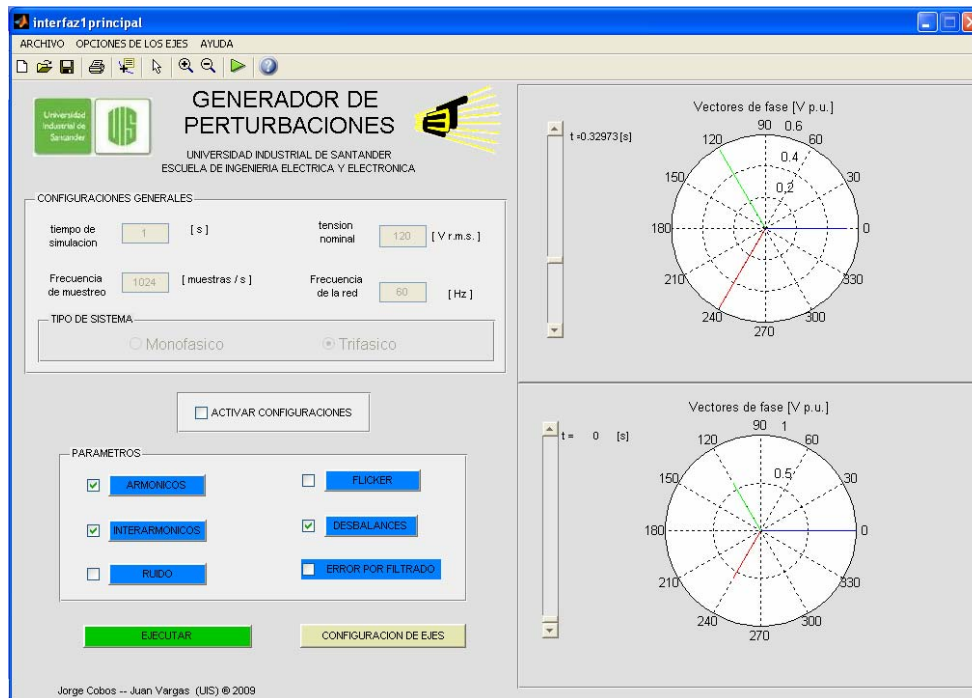 interfaz1principal
ARCHIVO OPCIONES DE LOS EJES AYUDA
Universidad
Industrial de
Santander
UIS
GENERADOR DE
PERTURBACIONES
UNIVERSIDAD INDUSTRIAL DE SANTANDER
ESCUELA DE INGENIERIA ELECTRICA Y ELECTRONICA
CONFIGURACIONES GENERALES
tiempo de
simulacion
1
[ s ]
tension
nominal
120
[ V r.m.s. ]
Frecuencia
de muestreo
1024
[ muestras / s ]
Frecuencia
de la red
60
[ Hz ]
TIPO DE SISTEMA
Monofasico
Trifasico
ACTIVAR CONFIGURACIONES
PARAMETROS
ARMONICOS
FLICKER
INTERARMONICOS
DESBALANCES
RUIDO
ERROR POR FILTRADO
EJECUTAR
CONFIGURACION DE EJES
Jorge Cobos -- Juan Vargas (UIS) ® 2009
t =0.32973 [s]
Vectores de fase [V p.u.]
90 0.6
120 60
0.4
150 30
0.2
180 0
210 330
240 300
270
t = 0 [s]
Vectores de fase [V p.u.]
90 1
120 60
150 0.5 30
180 0
210 330
240 300
270